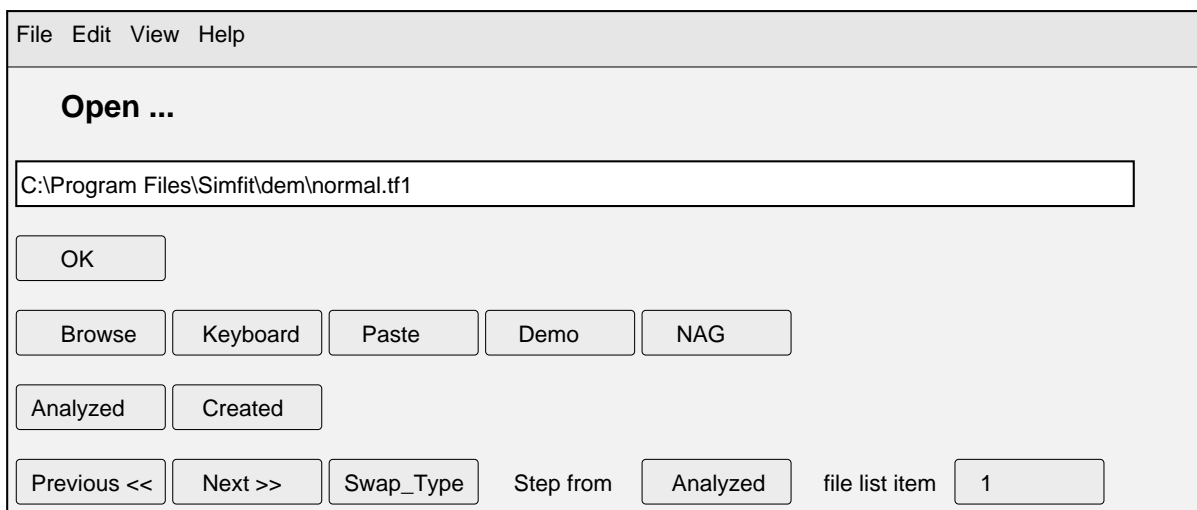 File Edit View Help
Open ...
C:\Program Files\Simfit\dem\normal.tf1
OK
Browse Keyboard Paste Demo NAG
Analyzed Created
Previous << Next >> Swap_Type Step from Analyzed file list item 1